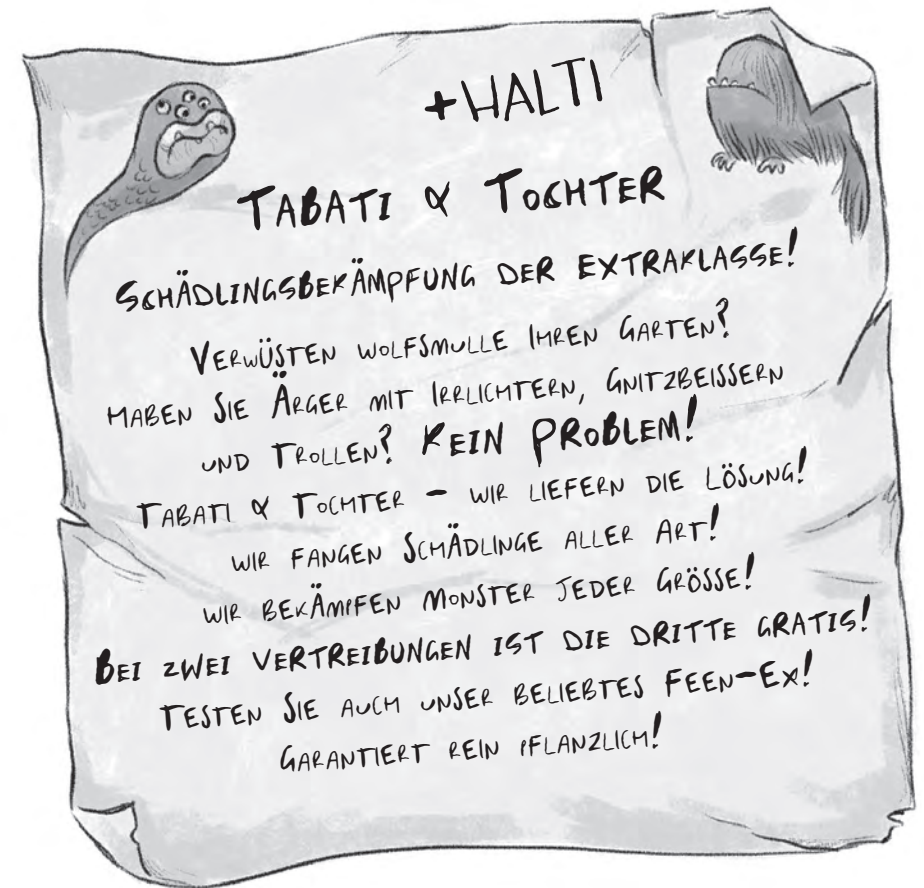 +HALTI
TABATI & TOCHTER
SCHÄDLINGSBEKÄMPFUNG DER EXTRAKLASSE!
VERWÜSTEN WOLFSMULLE IHREN GARTEN?
HABEN SIE ÄRGER MIT IRRLICHTERN, GNITZBEISSERN
UND TROLLEN? KEIN PROBLEM!
TABATI & TOCHTER – WIR LIEFERN DIE LÖSUNG!
WIR FANGEN SCHÄDLINGE ALLER ART!
WIR BEKÄMPFEN MONSTER JEDER GRÖSSE!
BEI ZWEI VERTREIBUNGEN IST DIE DRITTE GRATIS!
TESTEN SIE AUCH UNSER BELIEBTES FEEN-EX!
GARANTIERT REIN PFLANZLICH!